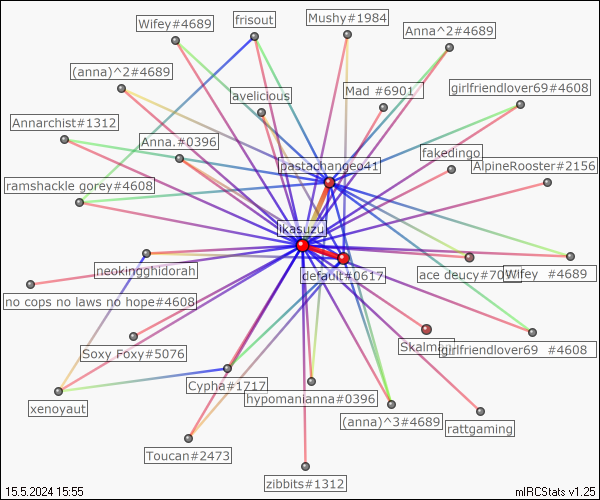 Wifey#4689
frisout
Mushy#1984
Anna^2#4689
(anna)^2#4689
avelicious
Mad #6901
girlfriendlover69#4608
Annarchist#1312
Anna.#0396
pastachangeo41
fakedingo
AlpineRooster#2156
ramshackle gorey#4608
ikasuzu
neokingghidorah
default#0617
ace deucy#70
Wifey #4689
no cops no laws no hope#4608
Soxy Foxy#5076
Skalma
girlfriendlover69 #4608
Cypha#1717
hypomanianna#0396
xenoyaut
(anna)^3#4689
rattgaming
Toucan#2473
zibbits#1312
15.5.2024 15:55
mIRCStats v1.25